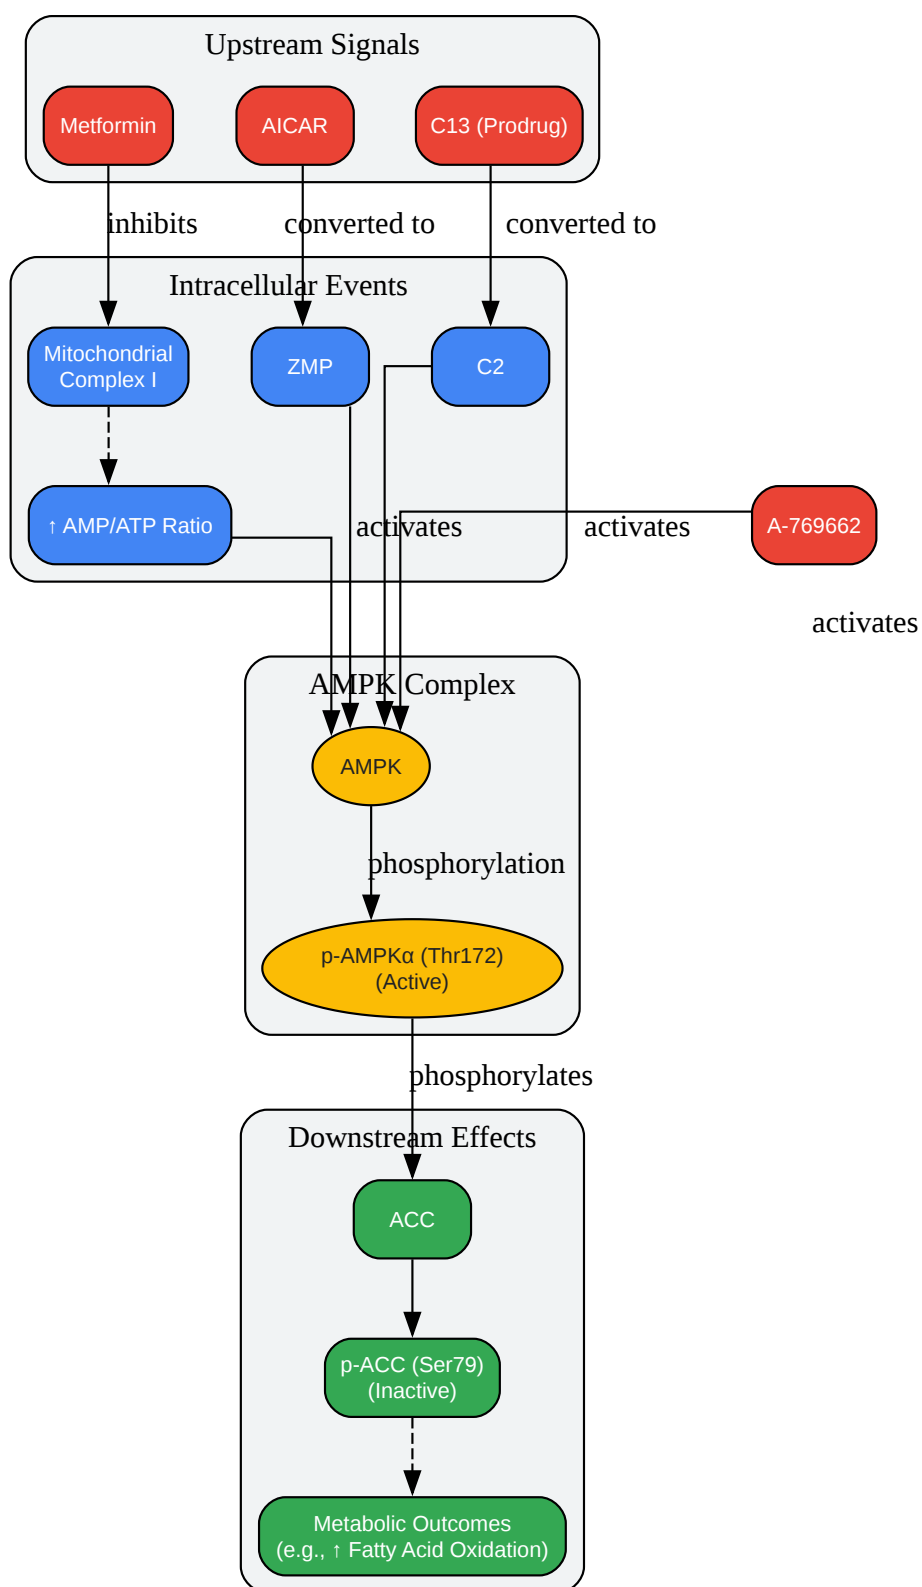 Upstream Signals
Metformin
AICAR
C13 (Prodrug)
inhibits
converted to
converted to
Intracellular Events
Mitochondrial
Complex I
ZMP
C2
↑ AMP/ATP Ratio
activates
activates
A-769662
activates
AMPK Complex
AMPK
phosphorylation
p-AMPKα (Thr172)
(Active)
phosphorylates
Downstream Effects
ACC
p-ACC (Ser79)
(Inactive)
Metabolic Outcomes
(e.g., ↑ Fatty Acid Oxidation)